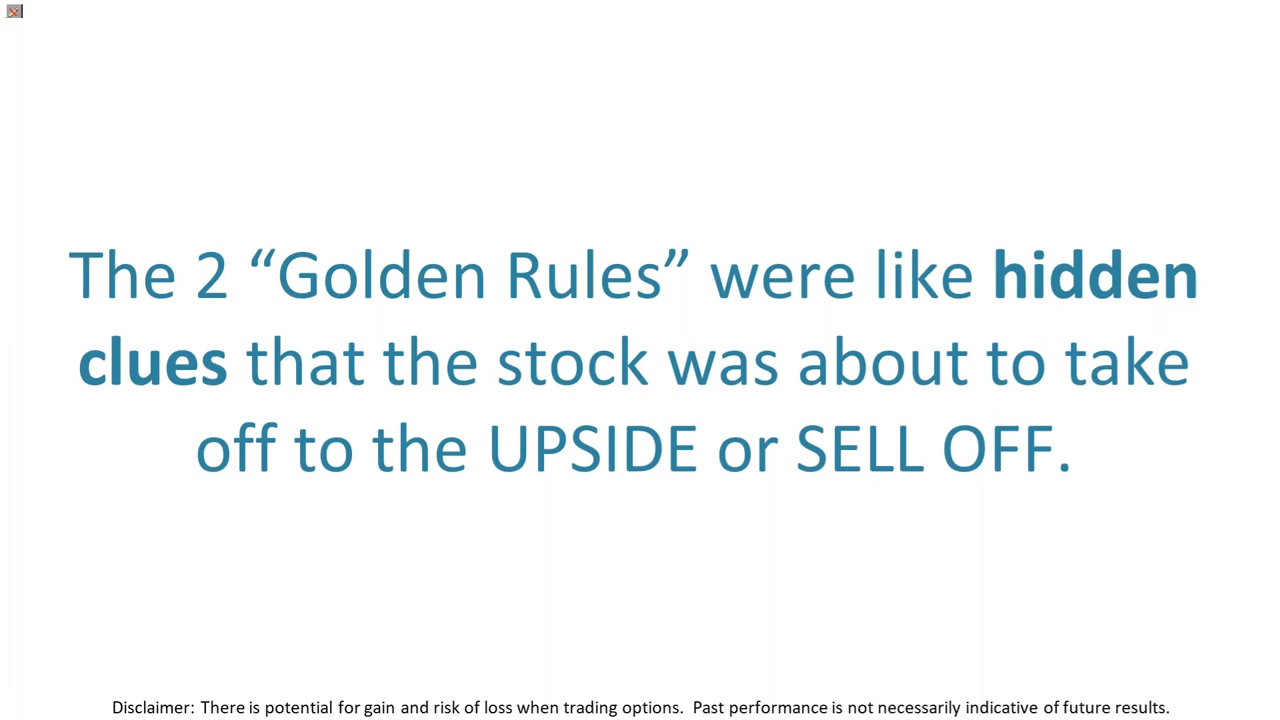 The 2 “Golden Rules” were like hidden
clues that the stock was about to take
off to the UPSIDE or SELL OFF.
Disclaimer: There is potential for gain and risk of loss when trading options.  Past performance is not necessarily indicative of future results.